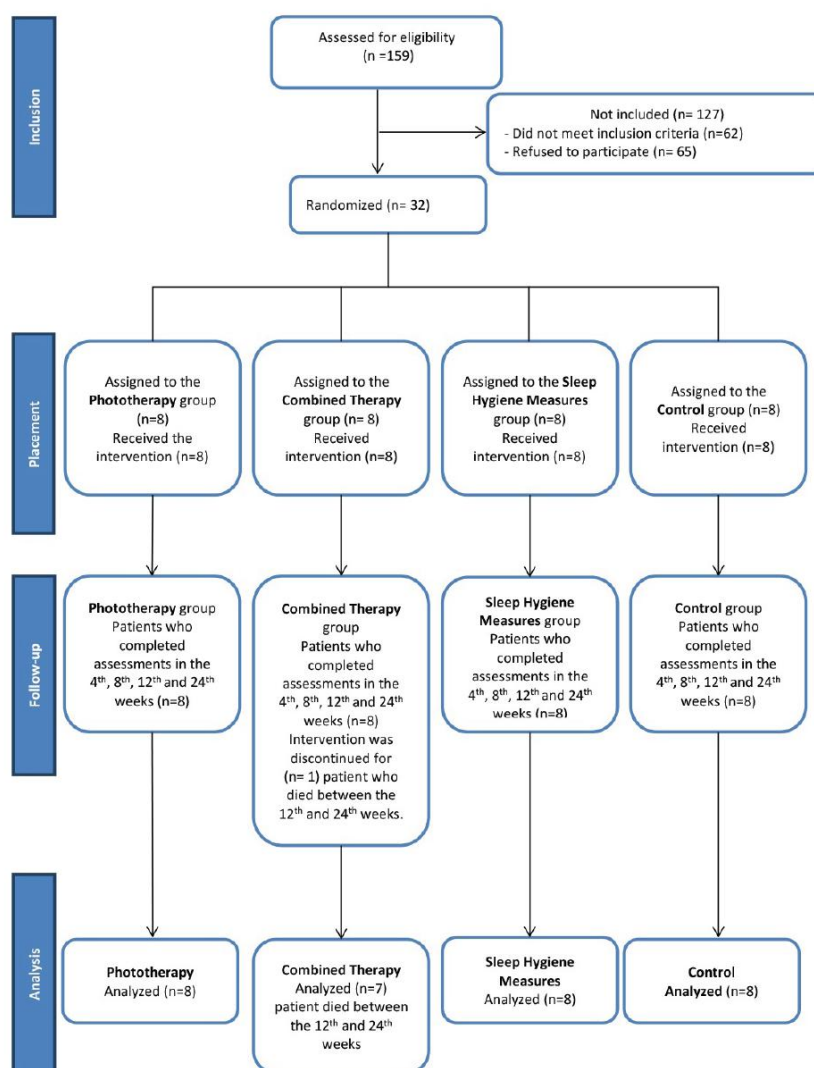 Inclusion
Assessed for eligibility
(n =159)
Not included (n= 127)
- Did not meet inclusion criteria (n=62)
- Refused to participate (n= 65)
Randomized (n= 32)
Placement
Assigned to the
Phototherapy group
(n=8)
Received the
intervention (n=8)
Assigned to the
Combined Therapy
group (n= 8)
Received
intervention (n=8)
Assigned to the Sleep
Hygiene Measures
group (n=8)
Received
intervention (n=8)
Assigned to the
Control group (n=8)
Received
intervention (n=8)
Follow-up
Phototherapy group
Patients who
completed
assessments in the
4th, 8th, 12th and 24th
weeks (n=8)
Combined Therapy
group
Patients who
completed
assessments in the
4th, 8th, 12th and 24th
weeks (n=8)
Intervention was
discontinued for
(n= 1) patient who
died between the
12th and 24th weeks.
Sleep Hygiene
Measures group
Patients who
completed
assessments in the
4th, 8th, 12th and 24th
weeks (n=8)
Control group
Patients who
completed
assessments in the
4th, 8th, 12th and 24th
weeks (n=8)
Analysis
Phototherapy
Analyzed (n=8)
Combined Therapy
Analyzed (n=7)
patient died between
the 12th and 24th
weeks
Sleep Hygiene
Measures
Analyzed (n=8)
Control
Analyzed (n=8)